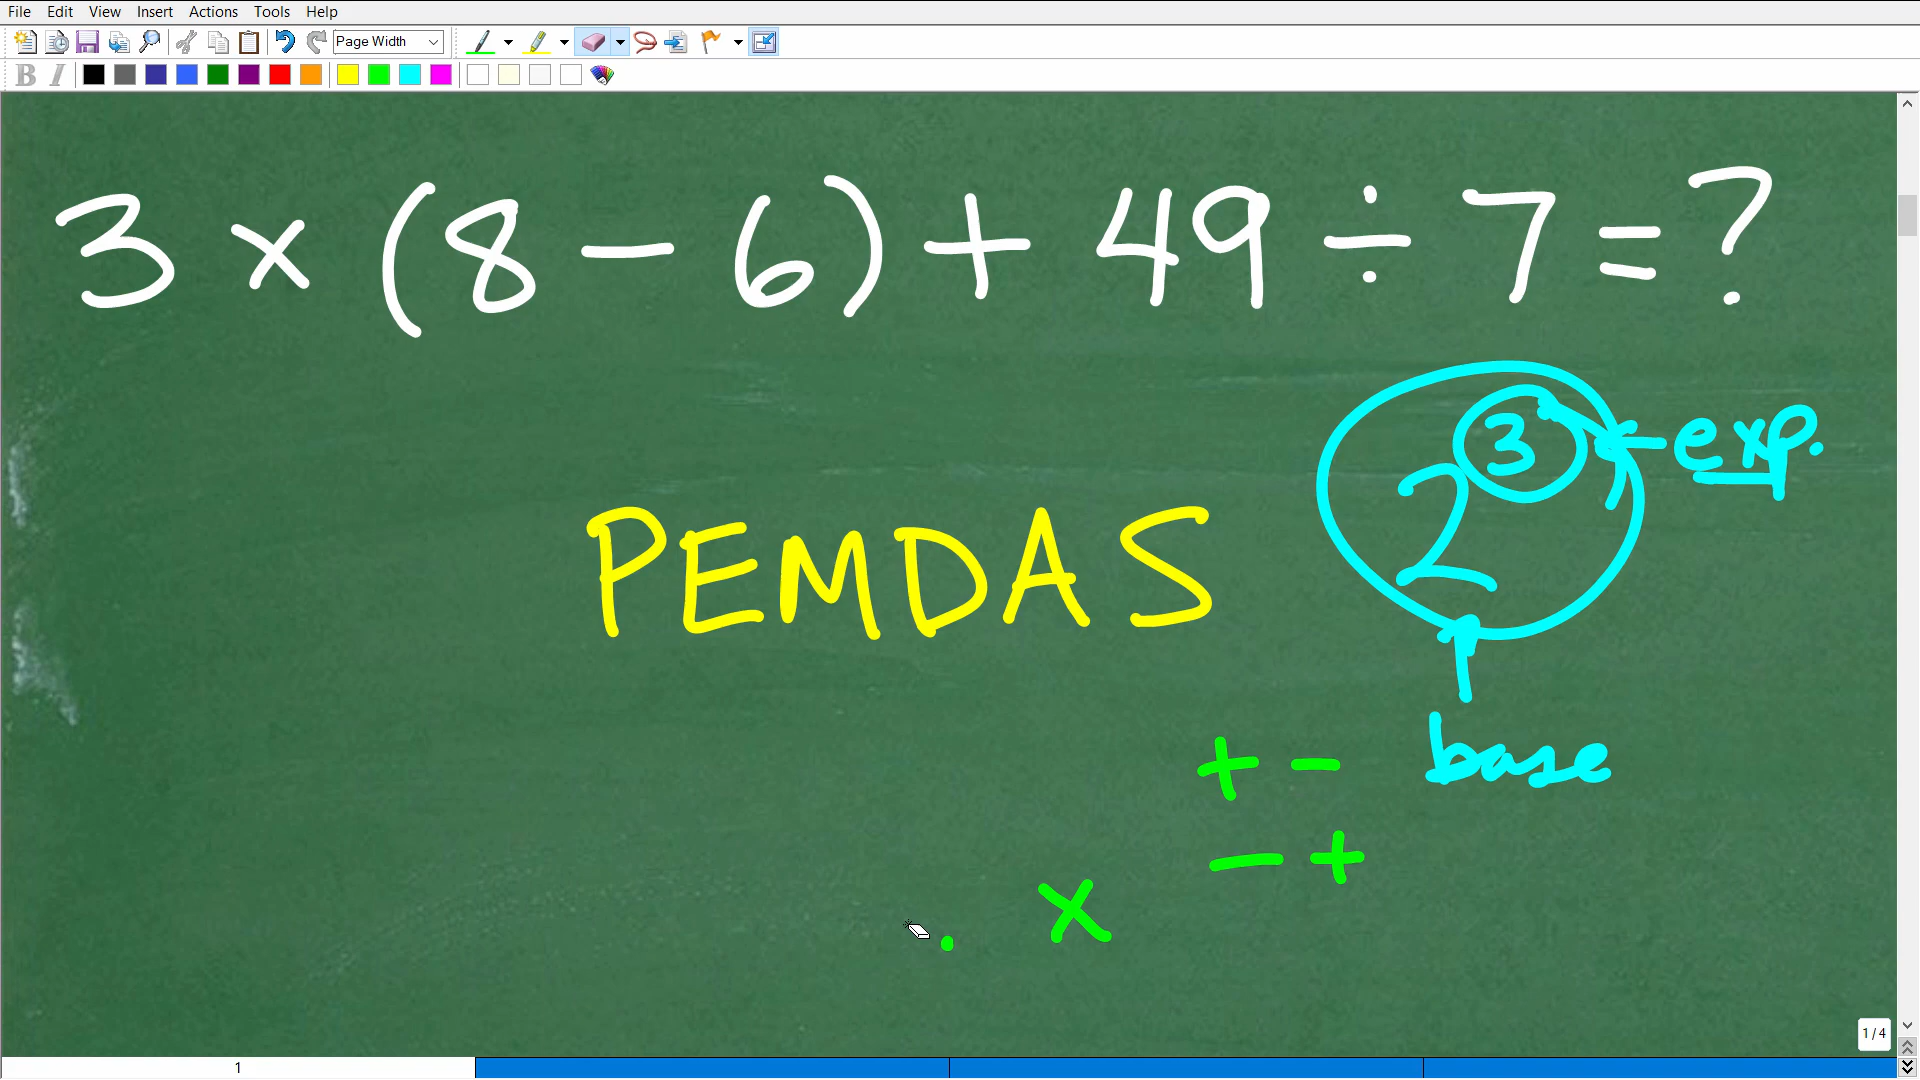 File Edit View Insert Actions Tools Help
Page Width
B I
3 × (8 − 6) + 49 ÷ 7 = ?
2³ exp.
PEMDAS
base
+ −
− +
. ×
1 / 4
1